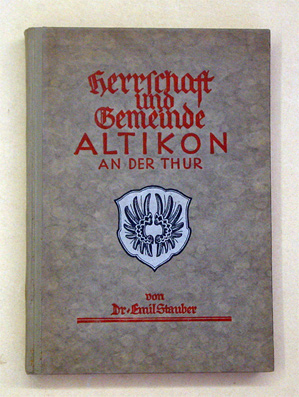 Herrschaft
und
Gemeinde
ALTIKON
AN DER THUR
von
Dr. Emil Stauber